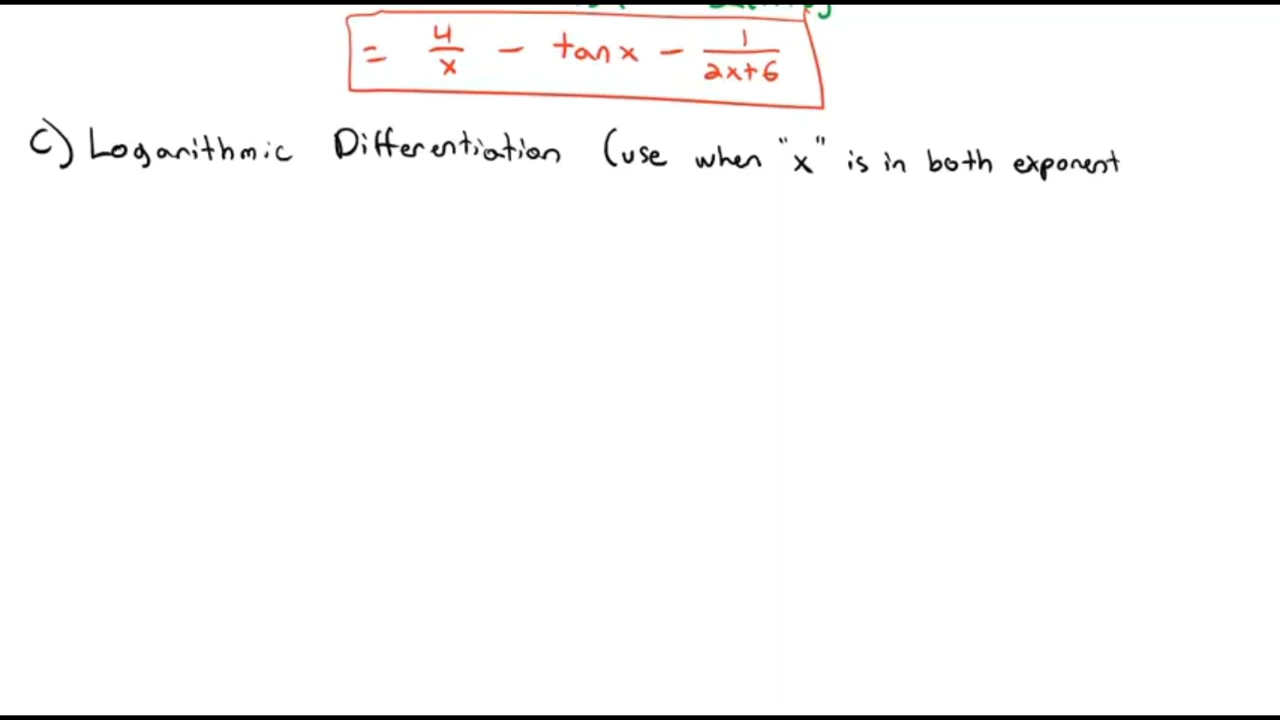 = 4/x - tan x - 1/(2x+6)
C) Logarithmic Differentiation (use when "x" is in both exponent